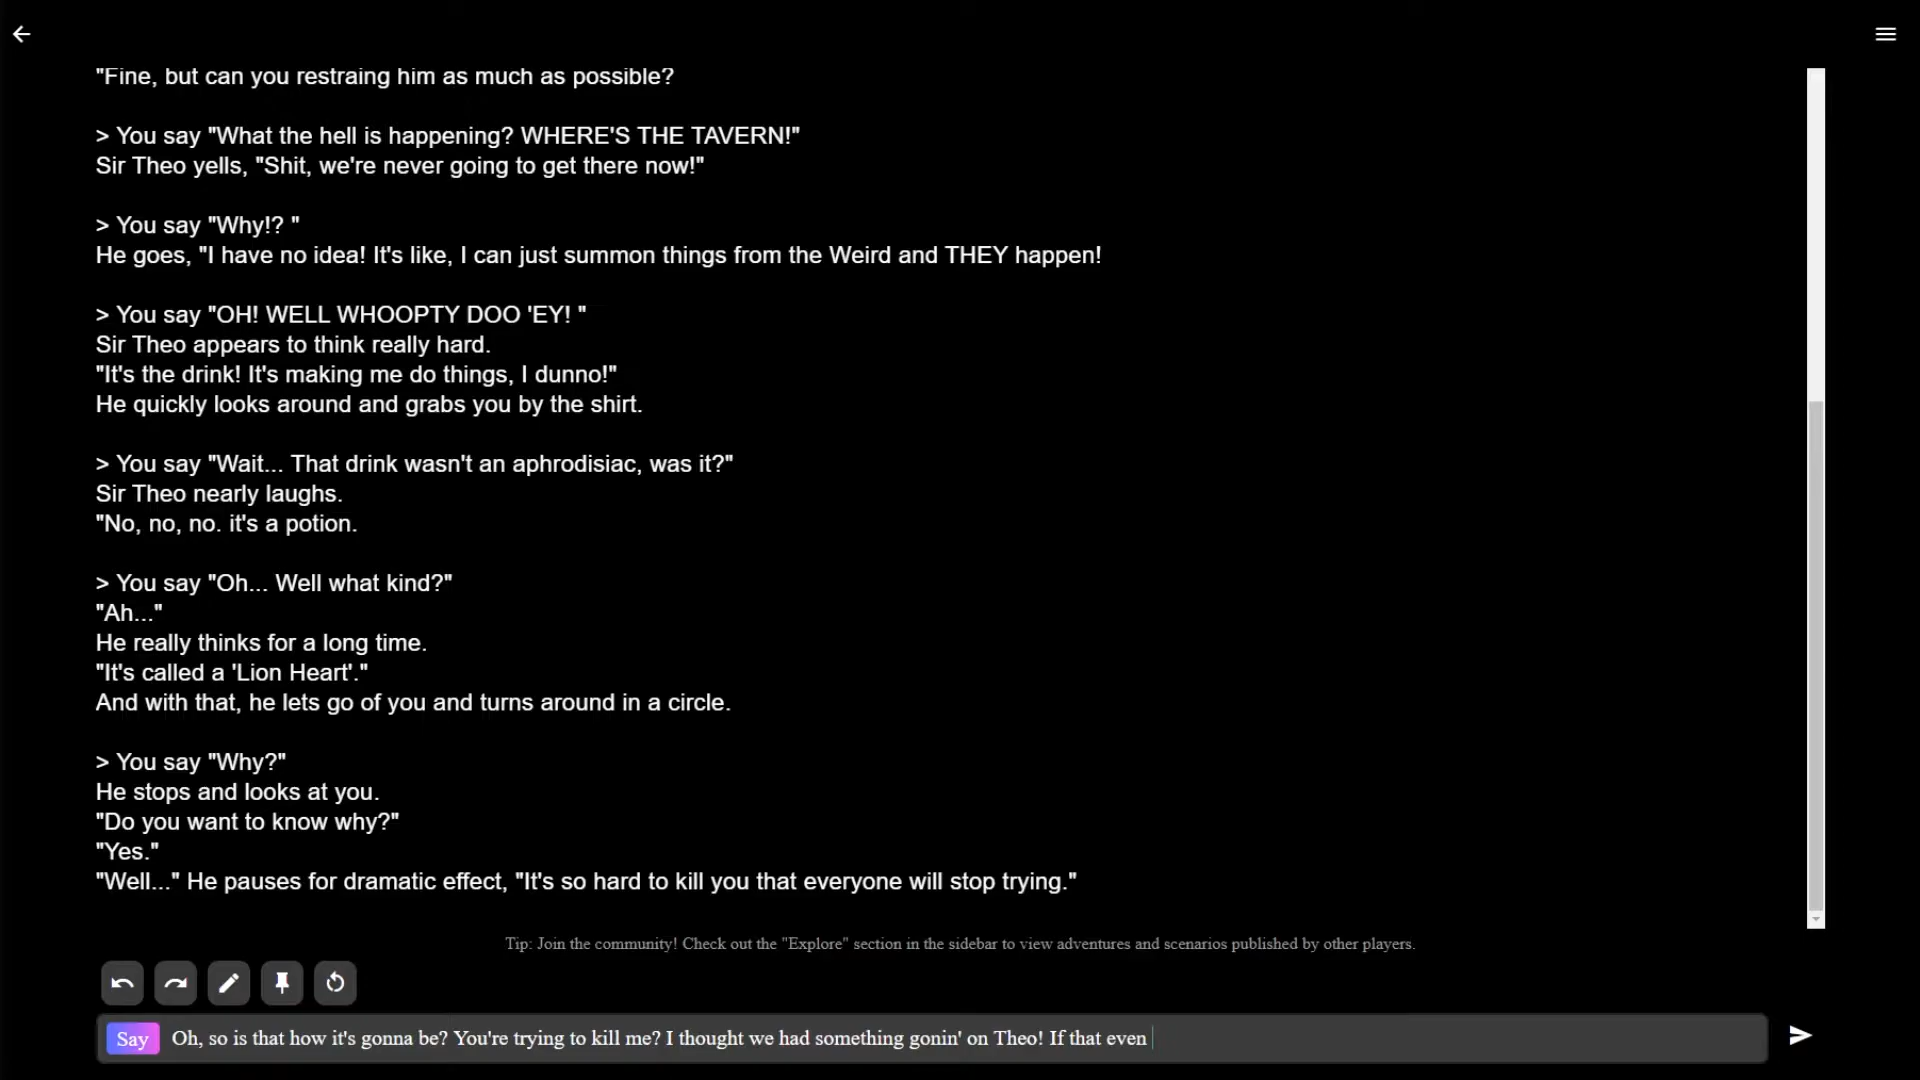 "Fine, but can you restraing him as much as possible?
> You say "What the hell is happening? WHERE'S THE TAVERN!"
Sir Theo yells, "Shit, we're never going to get there now!"
> You say "Why!? "
He goes, "I have no idea! It's like, I can just summon things from the Weird and THEY happen!
> You say "OH! WELL WHOOPTY DOO 'EY! "
Sir Theo appears to think really hard.
"It's the drink! It's making me do things, I dunno!"
He quickly looks around and grabs you by the shirt.
> You say "Wait... That drink wasn't an aphrodisiac, was it?"
Sir Theo nearly laughs.
"No, no, no. it's a potion.
> You say "Oh... Well what kind?"
"Ah..."
He really thinks for a long time.
"It's called a 'Lion Heart'."
And with that, he lets go of you and turns around in a circle.
> You say "Why?"
He stops and looks at you.
"Do you want to know why?"
"Yes."
"Well..." He pauses for dramatic effect, "It's so hard to kill you that everyone will stop trying."
Tip: Join the community! Check out the "Explore" section in the sidebar to view adventures and scenarios published by other players.
Say Oh, so is that how it's gonna be? You're trying to kill me? I thought we had something gonin' on Theo! If that even